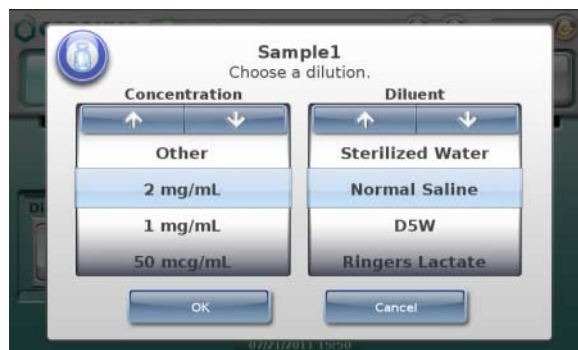 Sample1
Choose a dilution.
Concentration Diluent
Other Sterilized Water
2 mg/mL Normal Saline
1 mg/mL D5W
50 mcg/mL Ringers Lactate
OK Cancel
Di
07/21/2011 15:50